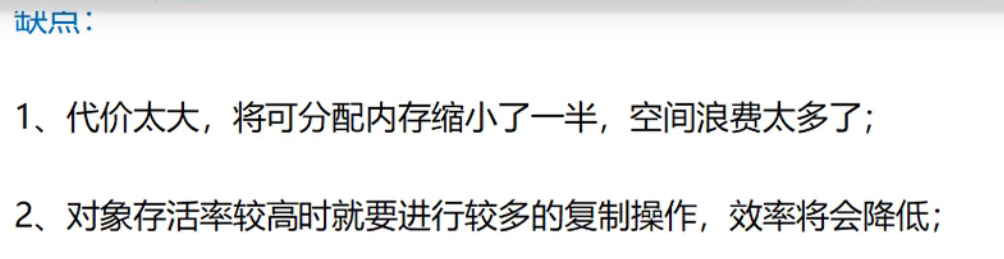 缺点：
1、代价太大，将可分配内存缩小了一半，空间浪费太多了；
2、对象存活率较高时就要进行较多的复制操作，效率将会降低；